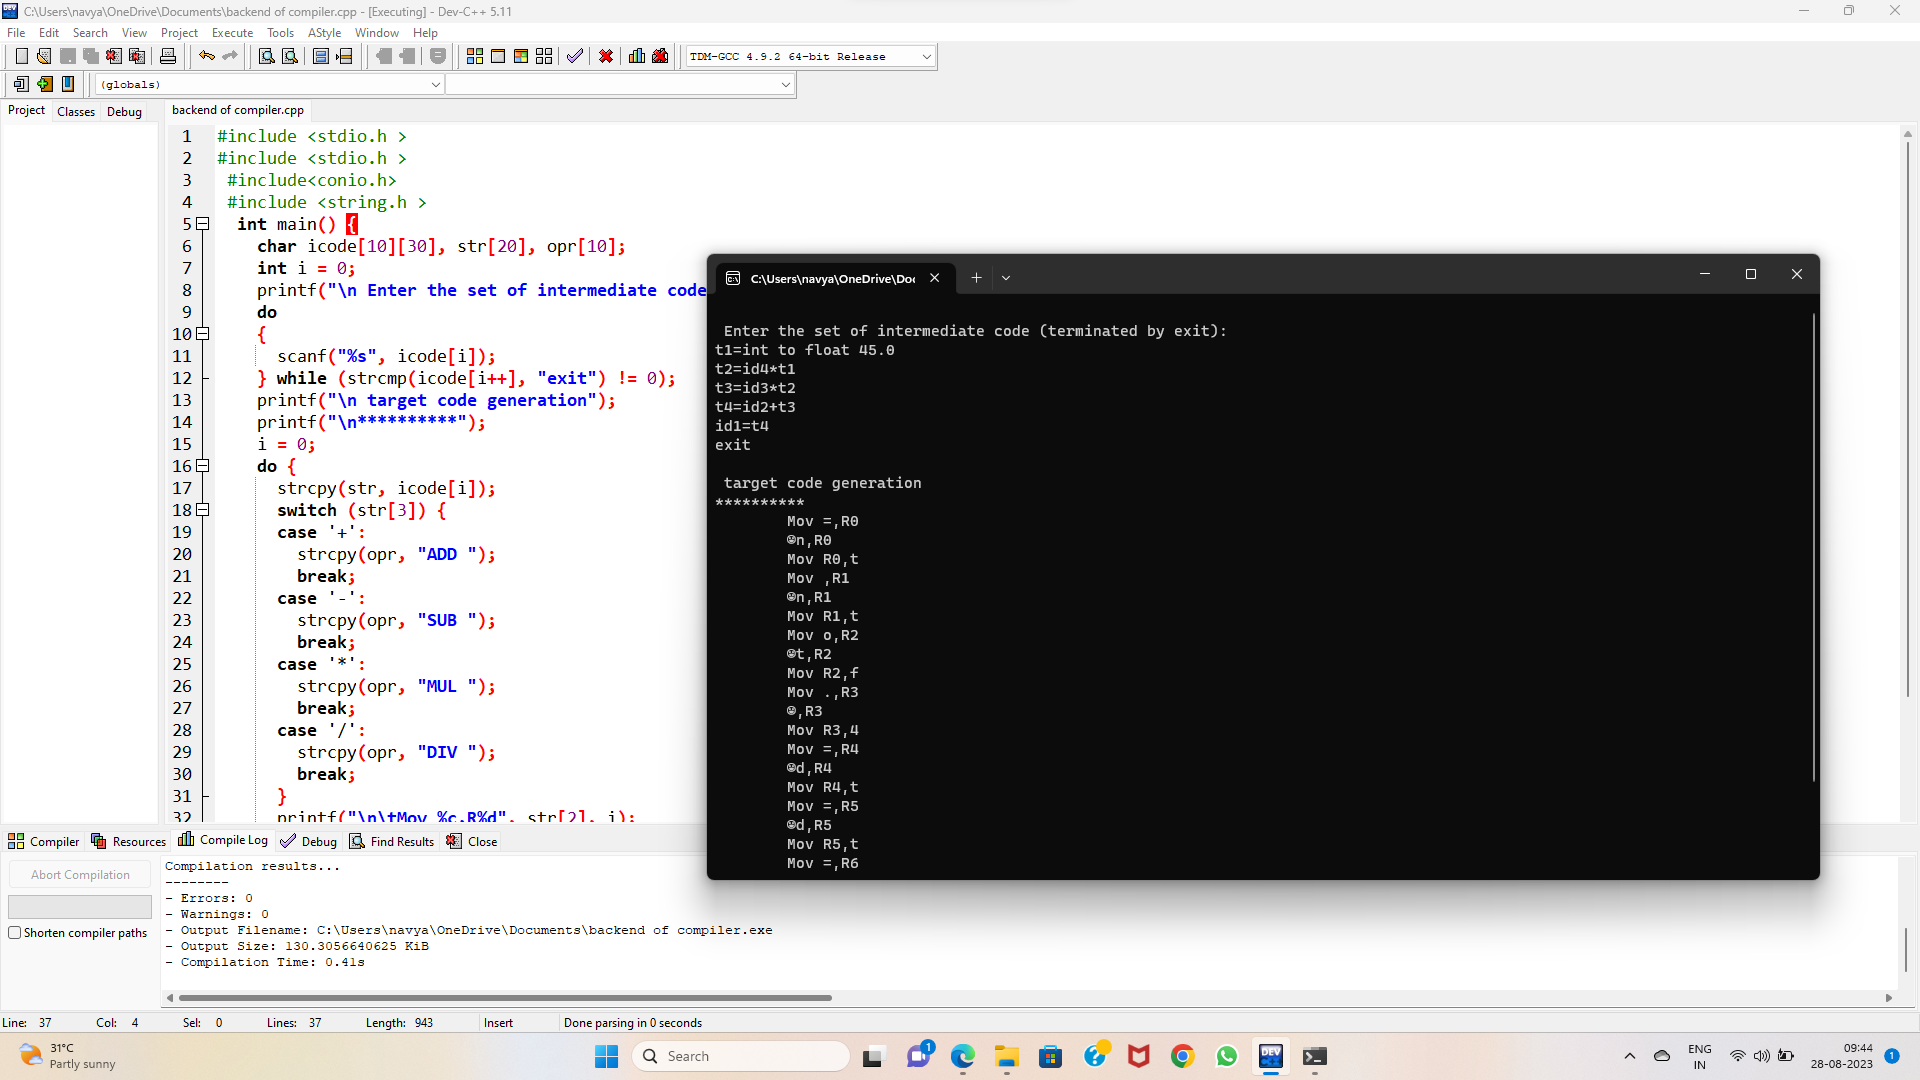 C:\Users\navya\OneDrive\Documents\backend of compiler.cpp - [Executing] - Dev-C++ 5.11
File Edit Search View Project Execute Tools AStyle Window Help
TDM-GCC 4.9.2 64-bit Release
(globals)
Project Classes Debug
backend of compiler.cpp
1 #include <stdio.h >
2 #include <stdio.h >
3 #include<conio.h>
4 #include <string.h >
5 int main() {
6 char icode[10][30], str[20], opr[10];
7 int i = 0;
8 printf("\n Enter the set of intermediate code
9 do
10 {
11 scanf("%s", icode[i]);
12 } while (strcmp(icode[i++], "exit") != 0);
13 printf("\n target code generation");
14 printf("\n**********");
15 i = 0;
16 do {
17 strcpy(str, icode[i]);
18 switch (str[3]) {
19 case '+':
20 strcpy(opr, "ADD ");
21 break;
22 case '-':
23 strcpy(opr, "SUB ");
24 break;
25 case '*':
26 strcpy(opr, "MUL ");
27 break;
28 case '/':
29 strcpy(opr, "DIV ");
30 break;
31 }
32 printf("\n\tMov %c,R%d", str[2], i);
C:\Users\navya\OneDrive\Doc
Enter the set of intermediate code (terminated by exit):
t1=int to float 45.0
t2=id4*t1
t3=id3*t2
t4=id2+t3
id1=t4
exit
target code generation
**********
Mov =,R0
☻n,R0
Mov R0,t
Mov ,R1
☻n,R1
Mov R1,t
Mov o,R2
☻t,R2
Mov R2,f
Mov .,R3
☻,R3
Mov R3,4
Mov =,R4
☻d,R4
Mov R4,t
Mov =,R5
☻d,R5
Mov R5,t
Mov =,R6
Compiler Resources Compile Log Debug Find Results Close
Abort Compilation
Shorten compiler paths
Compilation results...
--------
- Errors: 0
- Warnings: 0
- Output Filename: C:\Users\navya\OneDrive\Documents\backend of compiler.exe
- Output Size: 130.3056640625 KiB
- Compilation Time: 0.41s
Line: 37 Col: 4 Sel: 0 Lines: 37 Length: 943 Insert Done parsing in 0 seconds
31°C
Partly sunny
Search
1
DEV
ENG
IN
09:44
28-08-2023
1